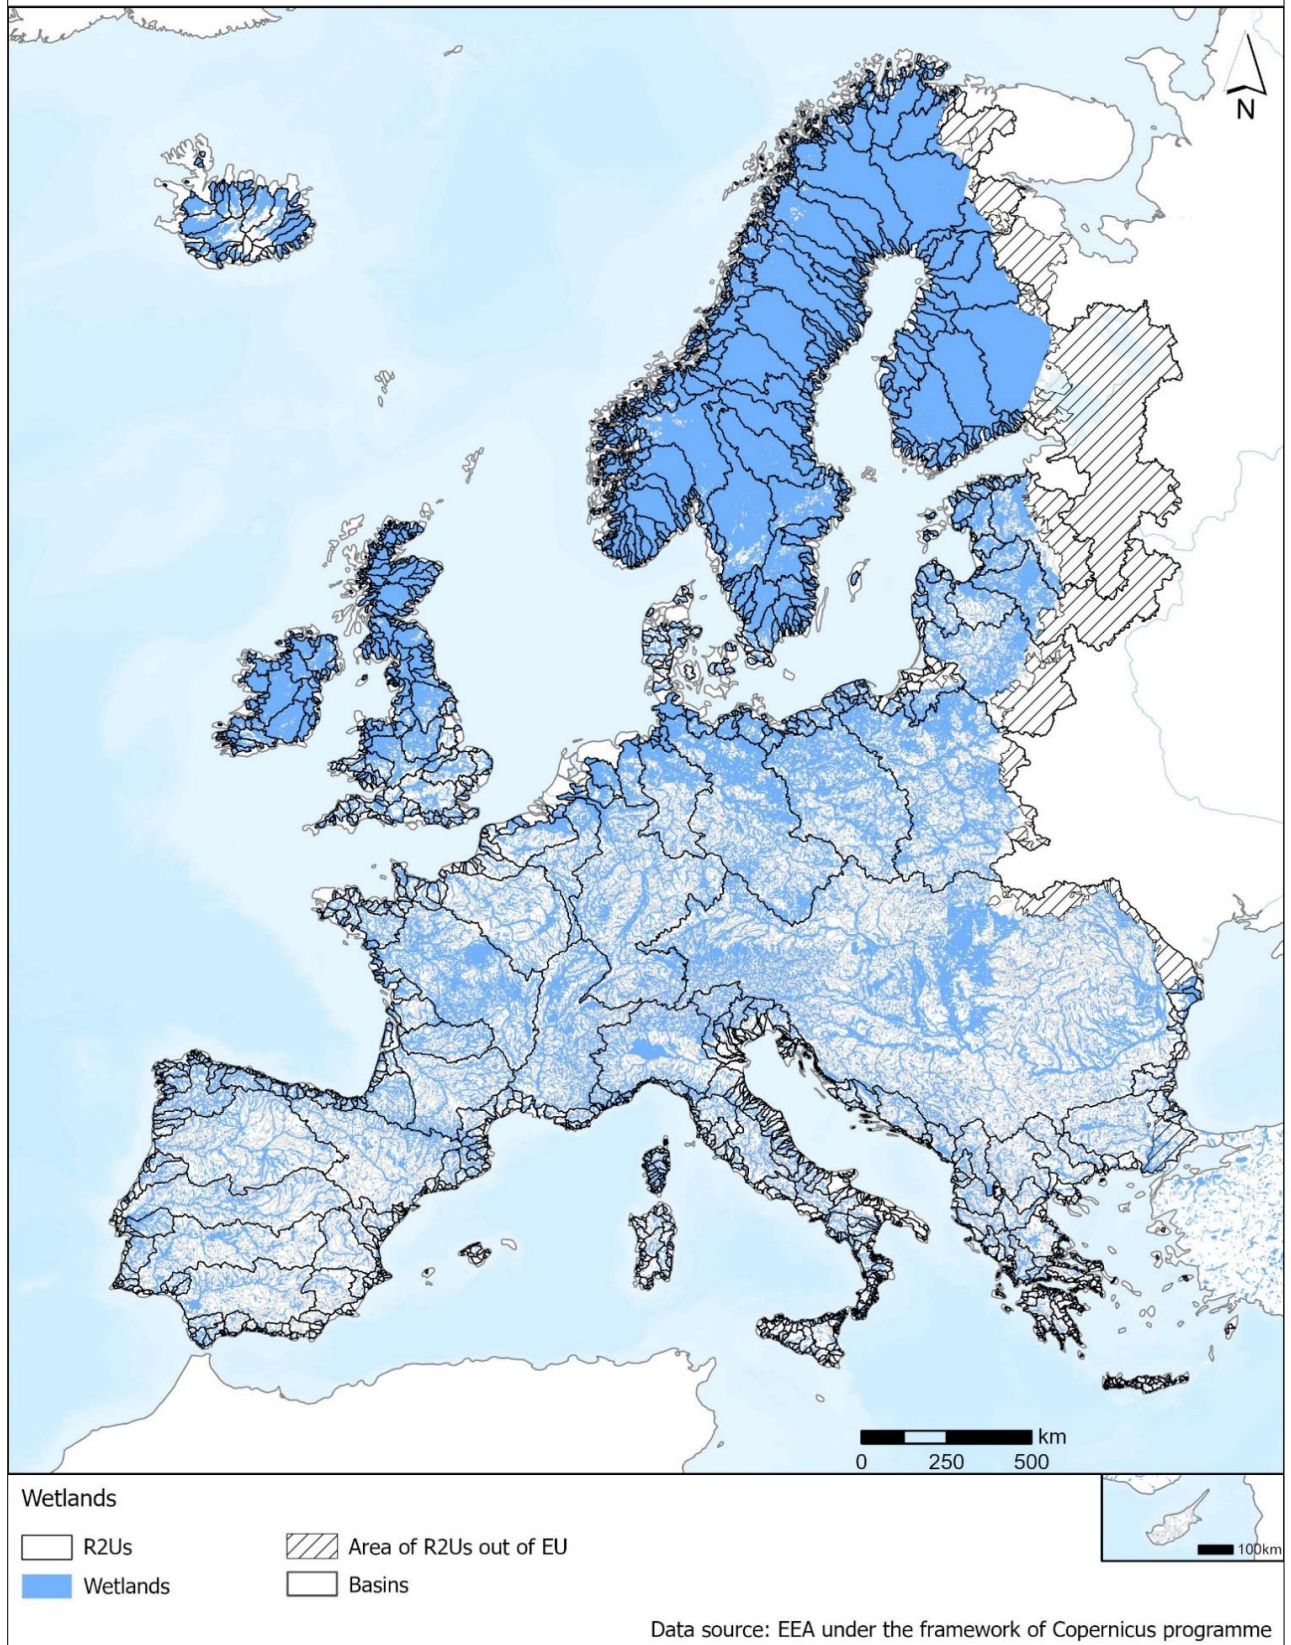 N
km
0 250 500
Wetlands
R2Us
Area of R2Us out of EU
Wetlands
Basins
100km
Data source: EEA under the framework of Copernicus programme